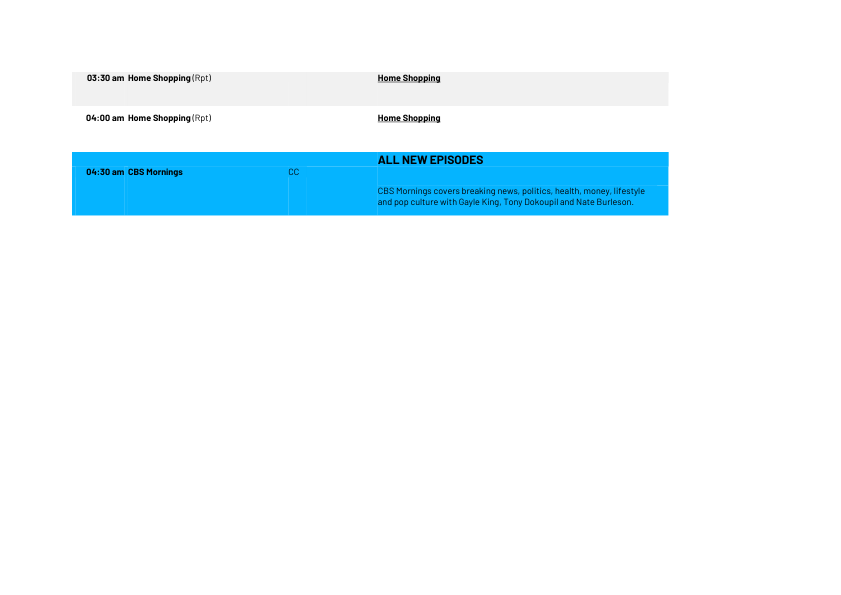 03:30 am Home Shopping (Rpt) Home Shopping
04:00 am Home Shopping (Rpt) Home Shopping
ALL NEW EPISODES
04:30 am CBS Mornings CC
CBS Mornings covers breaking news, politics, health, money, lifestyle
and pop culture with Gayle King, Tony Dokoupil and Nate Burleson.